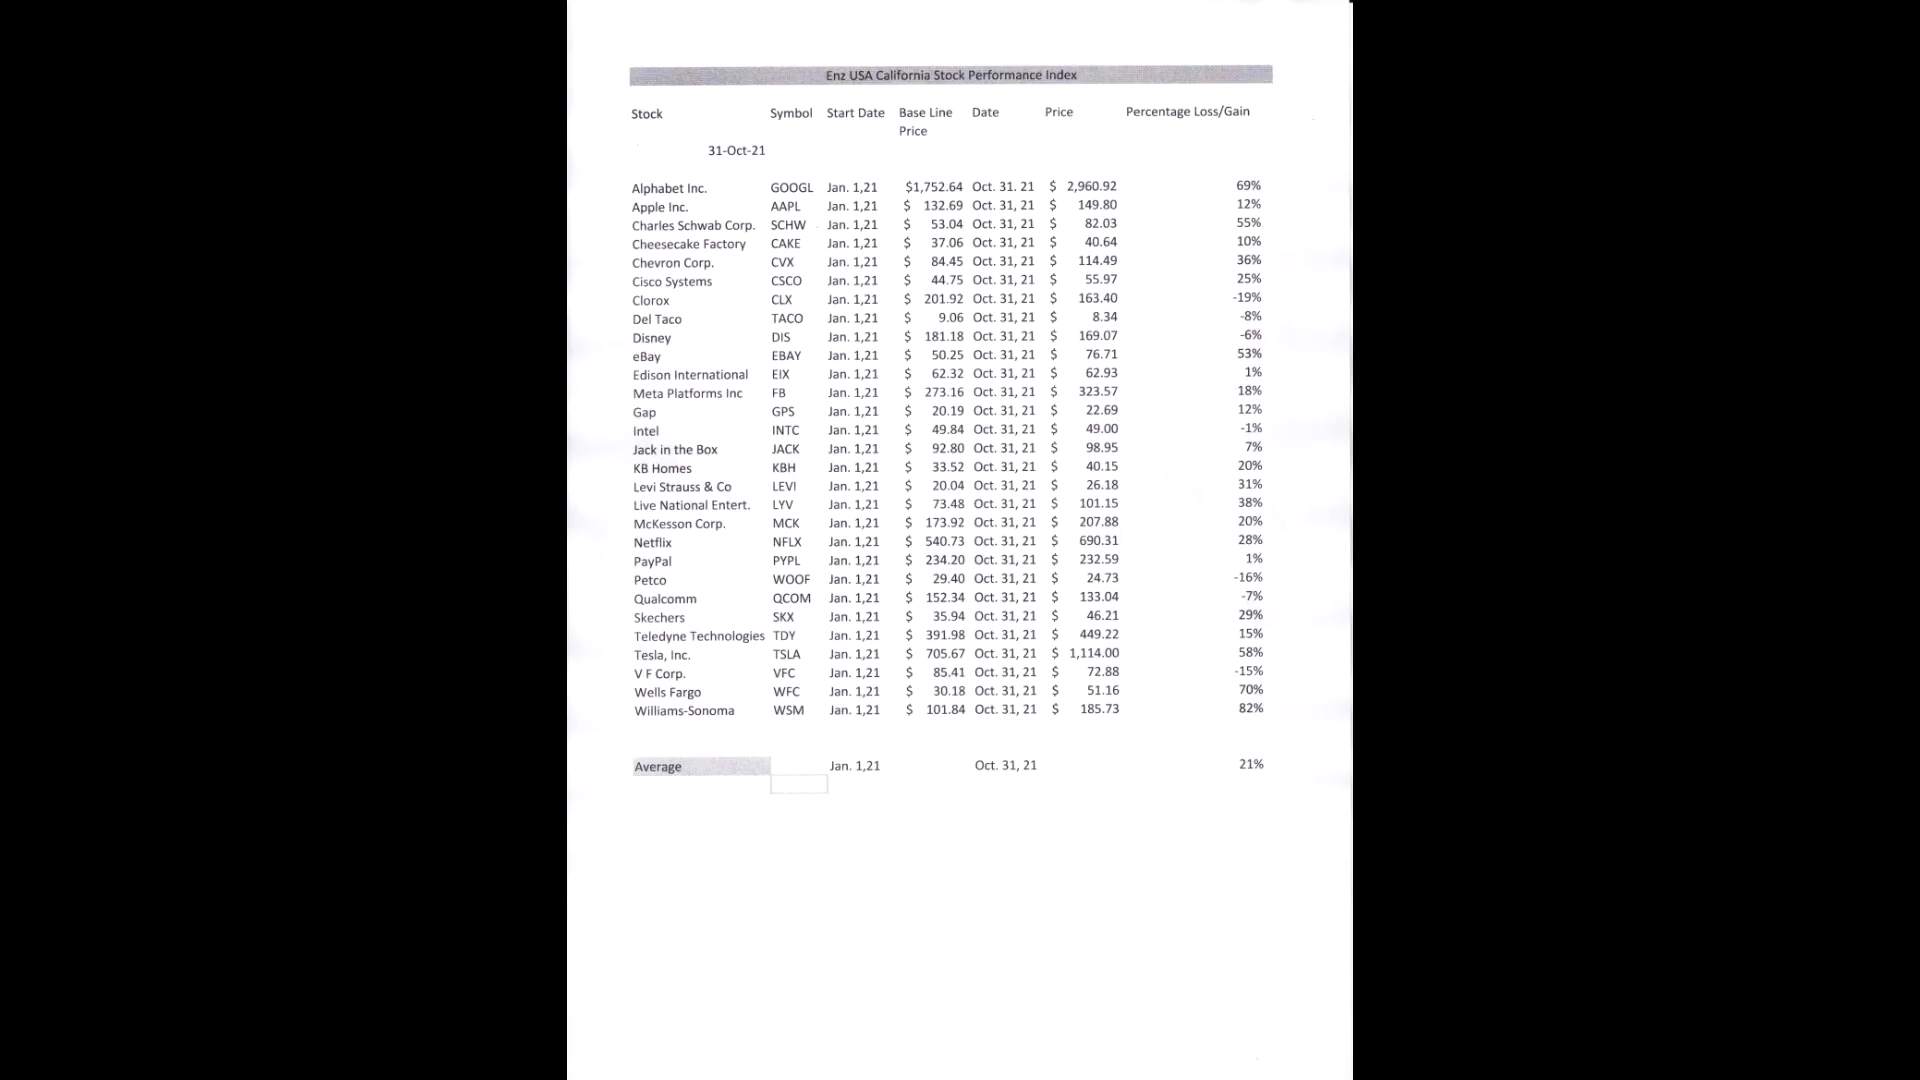 Enz USA California Stock Performance Index
Stock Symbol Start Date Base Line Price Date Price Percentage Loss/Gain
31-Oct-21
Alphabet Inc. GOOGL Jan. 1,21 $1,752.64 Oct. 31. 21 $ 2,960.92 69%
Apple Inc. AAPL Jan. 1,21 $ 132.69 Oct. 31, 21 $ 149.80 12%
Charles Schwab Corp. SCHW Jan. 1,21 $ 53.04 Oct. 31, 21 $ 82.03 55%
Cheesecake Factory CAKE Jan. 1,21 $ 37.06 Oct. 31, 21 $ 40.64 10%
Chevron Corp. CVX Jan. 1,21 $ 84.45 Oct. 31, 21 $ 114.49 36%
Cisco Systems CSCO Jan. 1,21 $ 44.75 Oct. 31, 21 $ 55.97 25%
Clorox CLX Jan. 1,21 $ 201.92 Oct. 31, 21 $ 163.40 -19%
Del Taco TACO Jan. 1,21 $ 9.06 Oct. 31, 21 $ 8.34 -8%
Disney DIS Jan. 1,21 $ 181.18 Oct. 31, 21 $ 169.07 -6%
eBay EBAY Jan. 1,21 $ 50.25 Oct. 31, 21 $ 76.71 53%
Edison International EIX Jan. 1,21 $ 62.32 Oct. 31, 21 $ 62.93 1%
Meta Platforms Inc FB Jan. 1,21 $ 273.16 Oct. 31, 21 $ 323.57 18%
Gap GPS Jan. 1,21 $ 20.19 Oct. 31, 21 $ 22.69 12%
Intel INTC Jan. 1,21 $ 49.84 Oct. 31, 21 $ 49.00 -1%
Jack in the Box JACK Jan. 1,21 $ 92.80 Oct. 31, 21 $ 98.95 7%
KB Homes KBH Jan. 1,21 $ 33.52 Oct. 31, 21 $ 40.15 20%
Levi Strauss & Co LEVI Jan. 1,21 $ 20.04 Oct. 31, 21 $ 26.18 31%
Live National Entert. LYV Jan. 1,21 $ 73.48 Oct. 31, 21 $ 101.15 38%
McKesson Corp. MCK Jan. 1,21 $ 173.92 Oct. 31, 21 $ 207.88 20%
Netflix NFLX Jan. 1,21 $ 540.73 Oct. 31, 21 $ 690.31 28%
PayPal PYPL Jan. 1,21 $ 234.20 Oct. 31, 21 $ 232.59 1%
Petco WOOF Jan. 1,21 $ 29.40 Oct. 31, 21 $ 24.73 -16%
Qualcomm QCOM Jan. 1,21 $ 152.34 Oct. 31, 21 $ 133.04 -7%
Skechers SKX Jan. 1,21 $ 35.94 Oct. 31, 21 $ 46.21 29%
Teledyne Technologies TDY Jan. 1,21 $ 391.98 Oct. 31, 21 $ 449.22 15%
Tesla, Inc. TSLA Jan. 1,21 $ 705.67 Oct. 31, 21 $ 1,114.00 58%
V F Corp. VFC Jan. 1,21 $ 85.41 Oct. 31, 21 $ 72.88 -15%
Wells Fargo WFC Jan. 1,21 $ 30.18 Oct. 31, 21 $ 51.16 70%
Williams-Sonoma WSM Jan. 1,21 $ 101.84 Oct. 31, 21 $ 185.73 82%
Average Jan. 1,21 Oct. 31, 21 21%